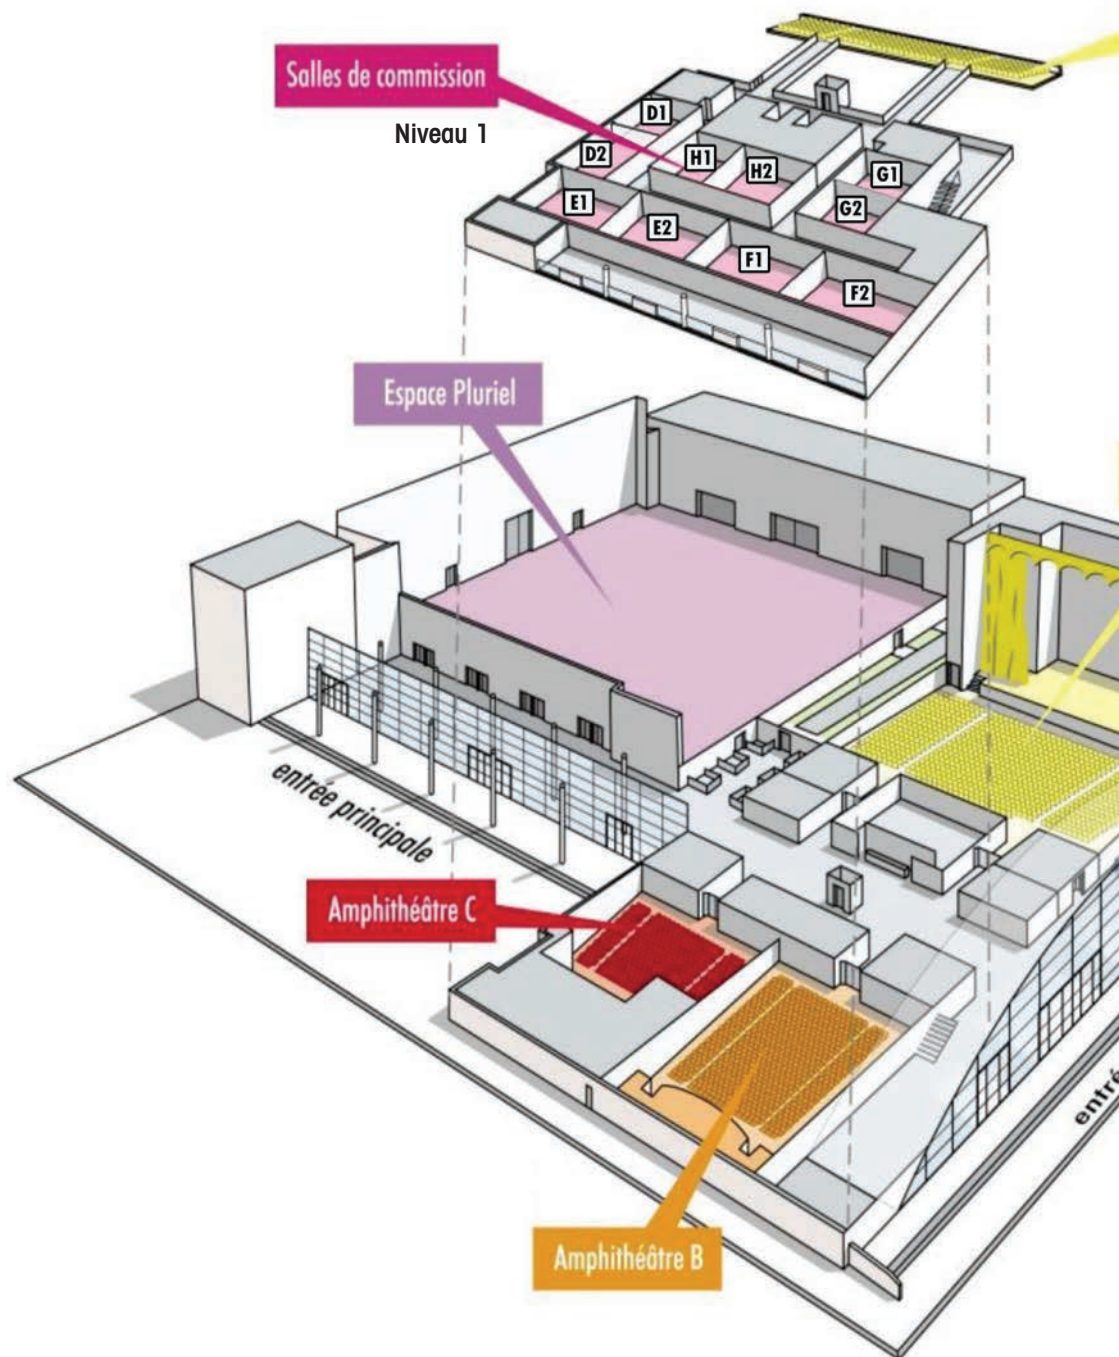 Salles de commission
Niveau 1
D1
D2
H1
H2
G1
G2
E1
E2
F1
F2
Espace Pluriel
entrée principale
Amphithéâtre C
entré
Amphithéâtre B